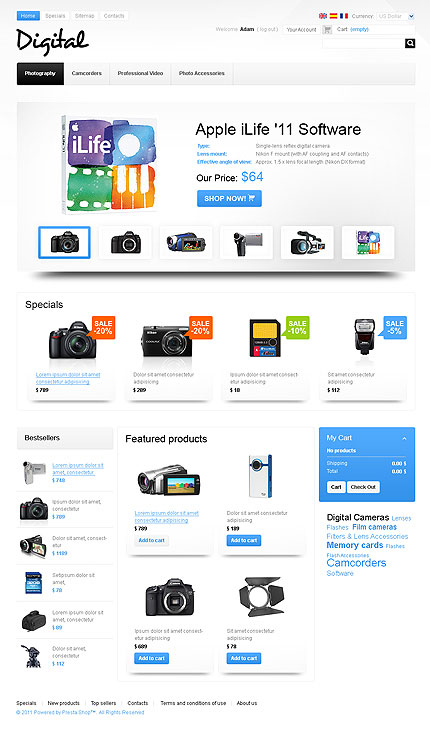 Home Specials Sitemap Contacts
Currency: US Dollar
Digital
Welcome Adam ( log out ) Your Account Cart: (empty)
Photography Camcorders Professional Video Photo Accessories
iLife
Apple iLife '11 Software
Type: Single-lens reflex digital camera
Lens mount: Nikon F mount (with AF coupling and AF contacts)
Effective angle of view: Approx. 1.5 x lens focal length (Nikon DX format)
Our Price: $64
SHOP NOW!
Specials
SALE -20%
SALE -20%
SALE -10%
SALE -5%
Lorem ipsum dolor sit amet consectetur adipisicing
$ 789
Dolor sit amet consectetur adipisicing
$ 289
Ipsum dolor sit amet consectetur
$ 18
Sit amet consectetur adipisicing
$ 112
Bestsellers
Lorem ipsum dolor sit amet, consectetur
$ 748
Ipsum dolor sit amet, consectetur
$ 789
Dolor sit amet, consect-etur
$ 1189
Set ipsum dolor sit amet,
$ 78
Lorem ipsum dolor sit amet, consectetur
$ 89
Dolor sit amet, consectetur
$ 112
Featured products
Lorem ipsum dolor sit amet consectetur
$ 789
Add to cart
Dolor sit amet consectetur
$ 189
Add to cart
Ipsum dolor sit amet consect-etur adipisicing
$ 689
Add to cart
Sit amet consectetur adipisicing
$ 78
Add to cart
My Cart
No products
Shipping 0.00 $
Total 0.00 $
Cart Check Out
Digital Cameras Lenses
Flashes Film cameras
Filters & Lens Accessories
Memory cards Flashes
Flash Accessories
Camcorders
Software
Specials New products Top sellers Contacts Terms and conditions of use About us
© 2011 Powered by PrestaShop™. All Rights Reserved